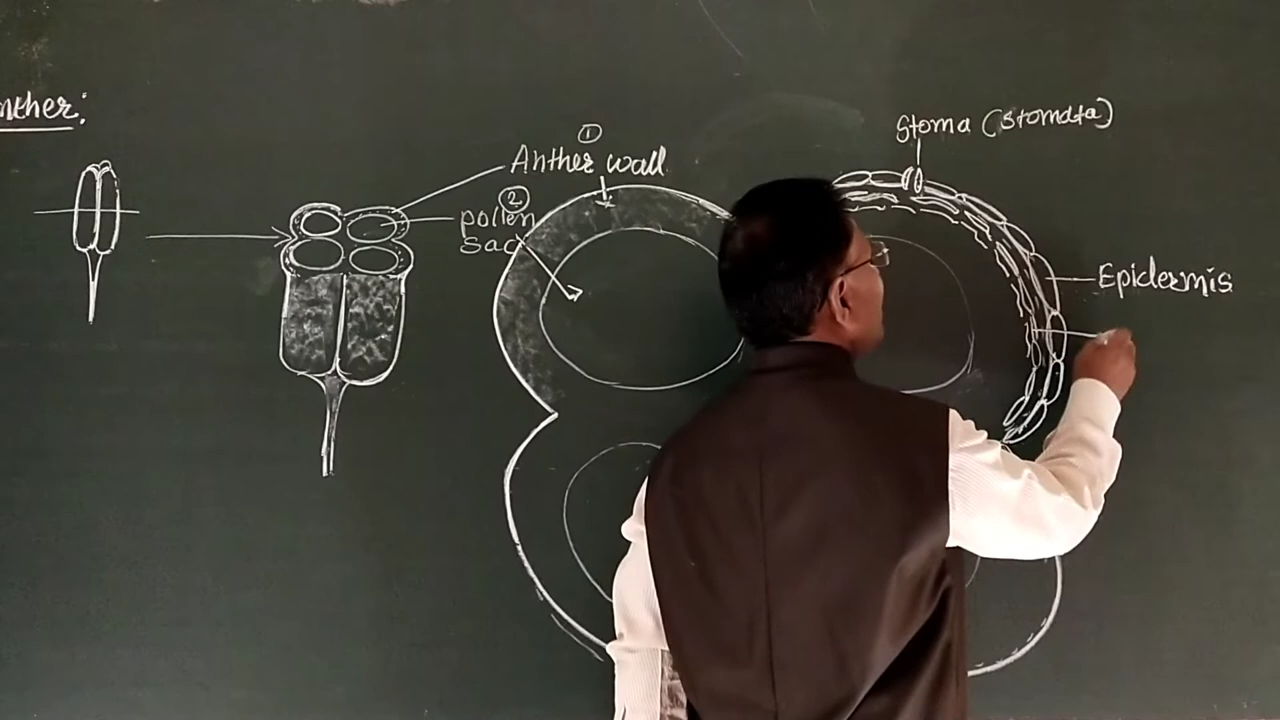 nther:
Stoma (stomata)
① 
Anther wall
②
pollen
sac
Epidermis